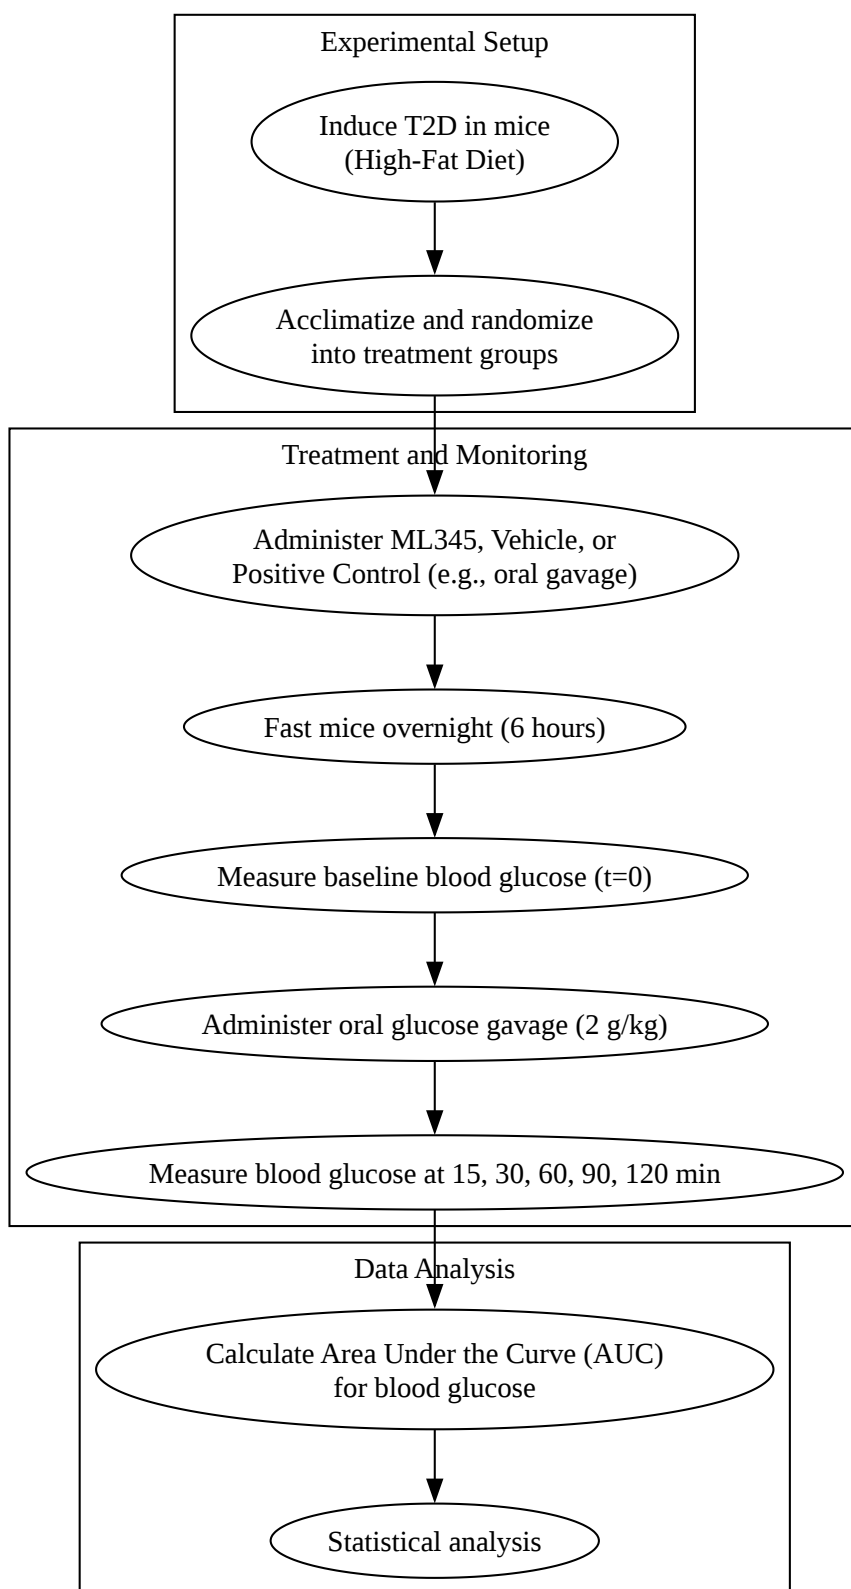 Experimental Setup
Induce T2D in mice
(High-Fat Diet)
Acclimatize and randomize
into treatment groups
Treatment and Monitoring
Administer ML345, Vehicle, or
Positive Control (e.g., oral gavage)
Fast mice overnight (6 hours)
Measure baseline blood glucose (t=0)
Administer oral glucose gavage (2 g/kg)
Measure blood glucose at 15, 30, 60, 90, 120 min
Data Analysis
Calculate Area Under the Curve (AUC)
for blood glucose
Statistical analysis